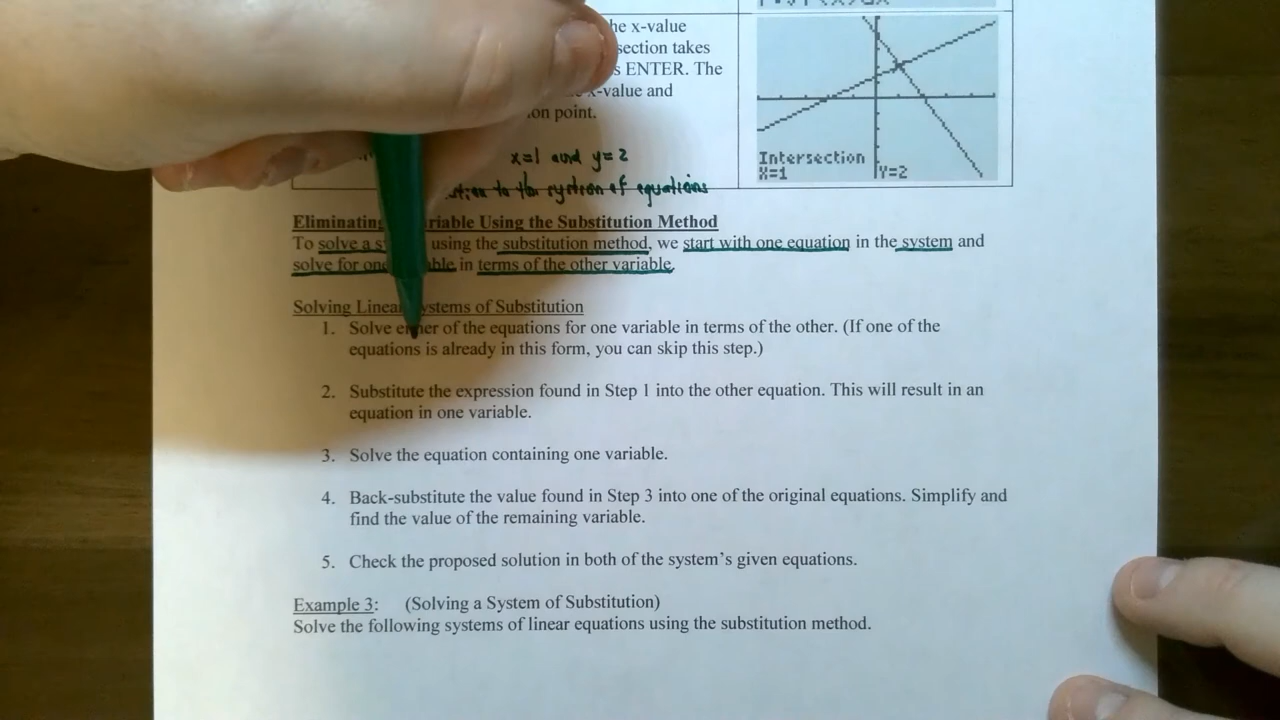 he x-value
section takes
s ENTER. The
x-value and
on point.
x=1 and y=2
to the system of equations
Intersection
X=1 Y=2
Eliminating riable Using the Substitution Method
To solve a s using the substitution method, we start with one equation in the system and
solve for one ble in terms of the other variable.
Solving Linear ystems of Substitution
1. Solve either of the equations for one variable in terms of the other. (If one of the
equations is already in this form, you can skip this step.)
2. Substitute the expression found in Step 1 into the other equation. This will result in an
equation in one variable.
3. Solve the equation containing one variable.
4. Back-substitute the value found in Step 3 into one of the original equations. Simplify and
find the value of the remaining variable.
5. Check the proposed solution in both of the system's given equations.
Example 3: (Solving a System of Substitution)
Solve the following systems of linear equations using the substitution method.